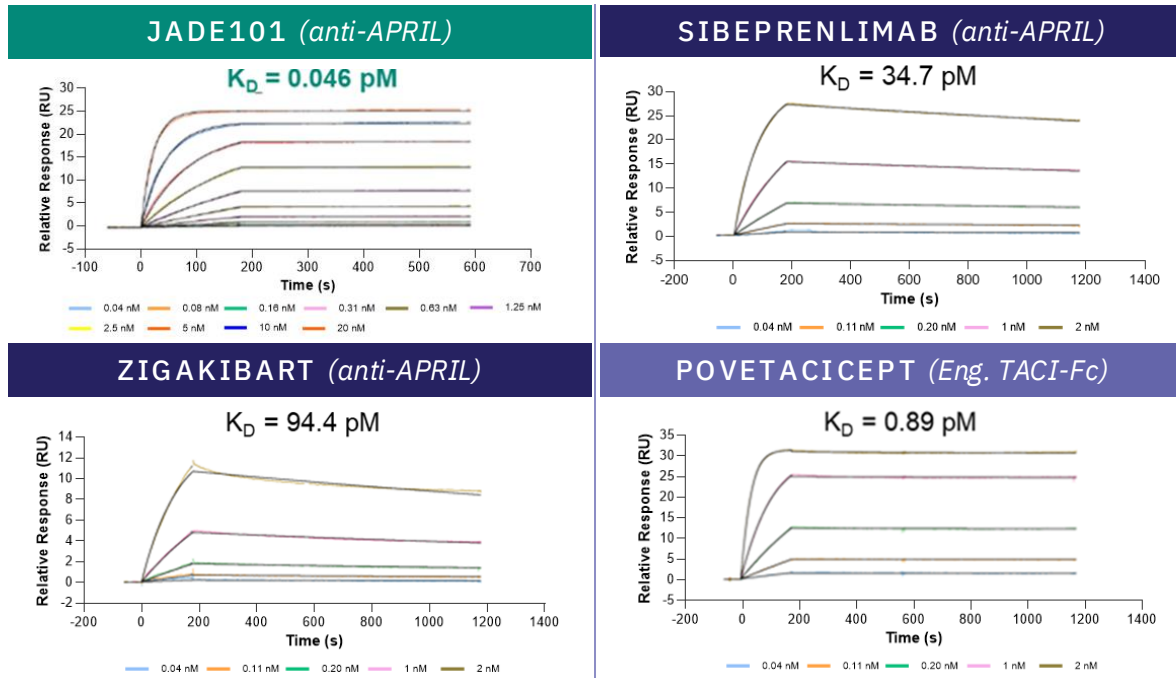 JADE101 (anti-APRIL)
K_D = 0.046 pM
Relative Response (RU)
30
25
20
15
10
5
0
-5
-100 0 100 200 300 400 500 600 700
Time (s)
0.04 nM 0.08 nM 0.16 nM 0.31 nM 0.63 nM 1.25 nM
2.5 nM 5 nM 10 nM 20 nM
SIBEPRENLIMAB (anti-APRIL)
K_D = 34.7 pM
Relative Response (RU)
30
25
20
15
10
5
0
-5
-200 0 200 400 600 800 1000 1200 1400
Time (s)
0.04 nM 0.11 nM 0.20 nM 1 nM 2 nM
ZIGAKIBART (anti-APRIL)
K_D = 94.4 pM
Relative Response (RU)
14
12
10
8
6
4
2
0
-2
-200 0 200 400 600 800 1000 1200 1400
Time (s)
0.04 nM 0.11 nM 0.20 nM 1 nM 2 nM
POVETACICEPT (Eng. TACI-Fc)
K_D = 0.89 pM
Relative Response (RU)
35
30
25
20
15
10
5
0
-5
-200 0 200 400 600 800 1000 1200 1400
Time (s)
0.04 nM 0.11 nM 0.20 nM 1 nM 2 nM